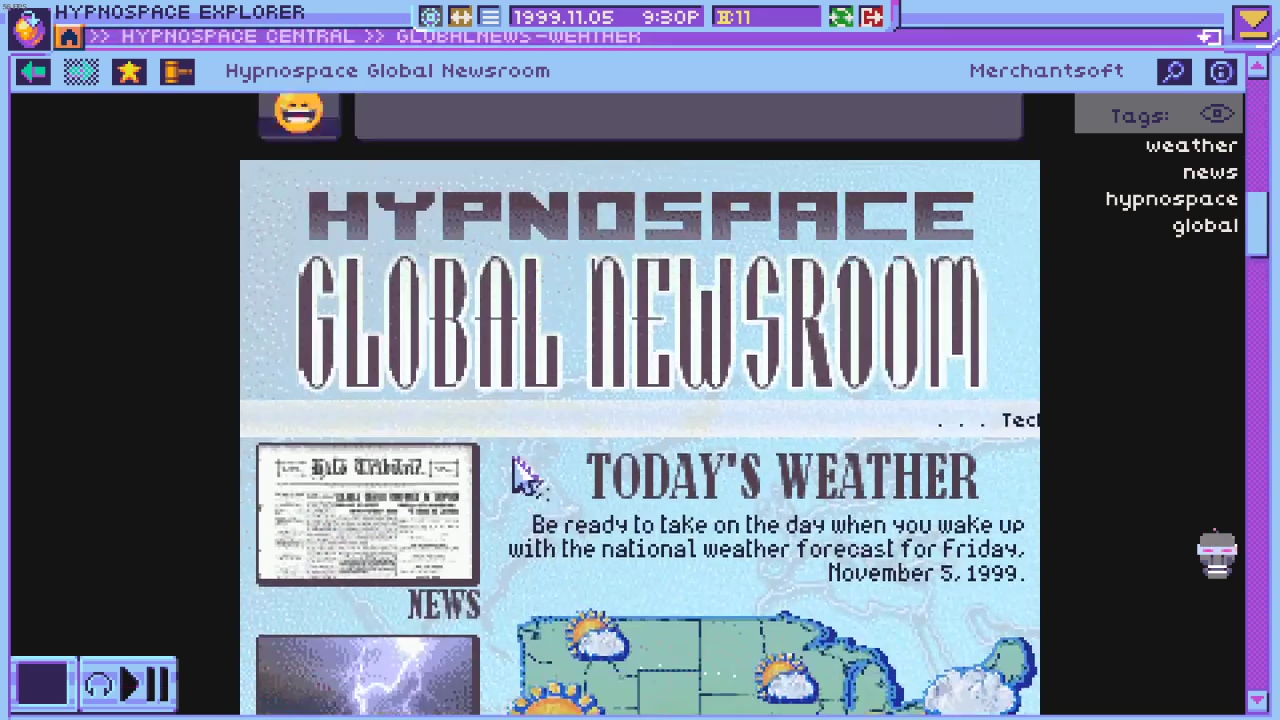 HYPNOSPACE EXPLORER
1999.11.05 9:30P
11
>> HYPNOSPACE CENTRAL >> GLOBALNEWS-WEATHER
Hypnospace Global Newsroom
Merchantsoft
Tags:
weather
news
hypnospace
global
HYPNOSPACE
GLOBAL NEWSROOM
. . . Tech
TODAY'S WEATHER
Be ready to take on the day when you wake up
with the national weather forecast for Friday,
November 5, 1999.
NEWS